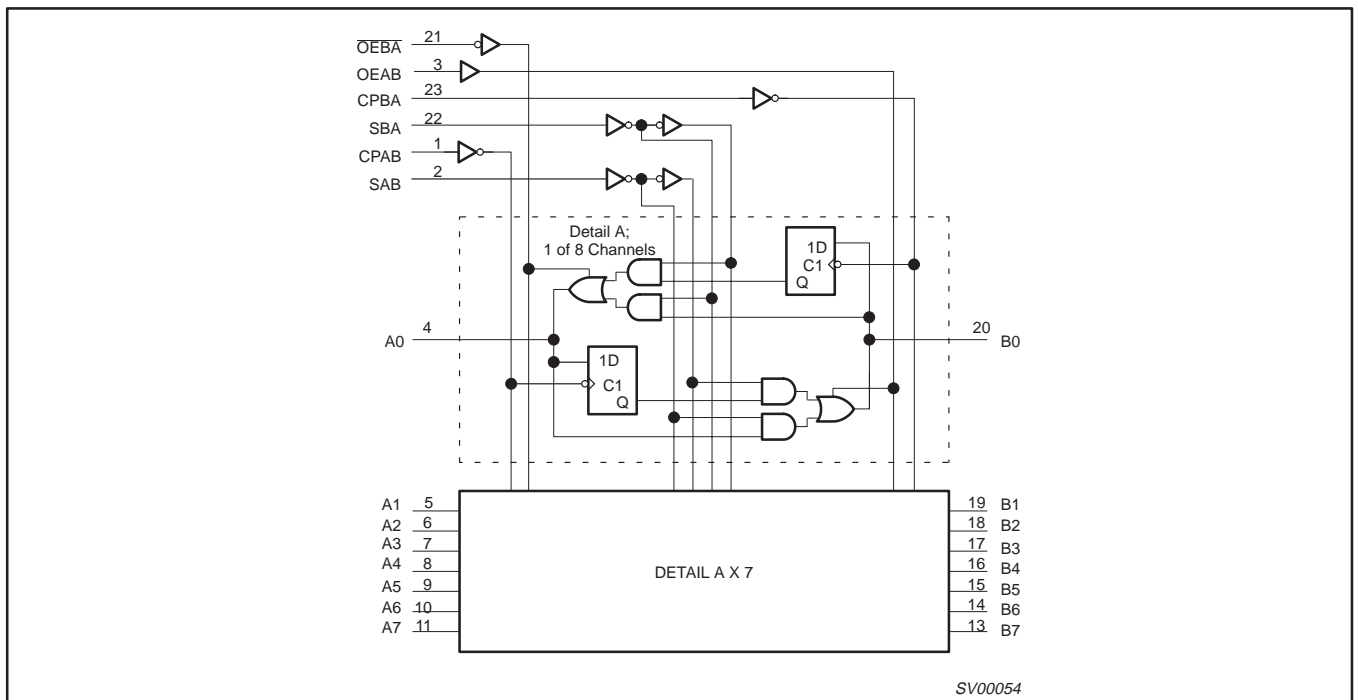 OEBA 21
OEAB 3
CPBA 23
SBA 22
CPAB 1
SAB 2
Detail A;
1 of 8 Channels
1D
C1
Q
A0 4
20 B0
1D
C1
Q
A1 5
A2 6
A3 7
A4 8
A5 9
A6 10
A7 11
DETAIL A X 7
19 B1
18 B2
17 B3
16 B4
15 B5
14 B6
13 B7
SV00054